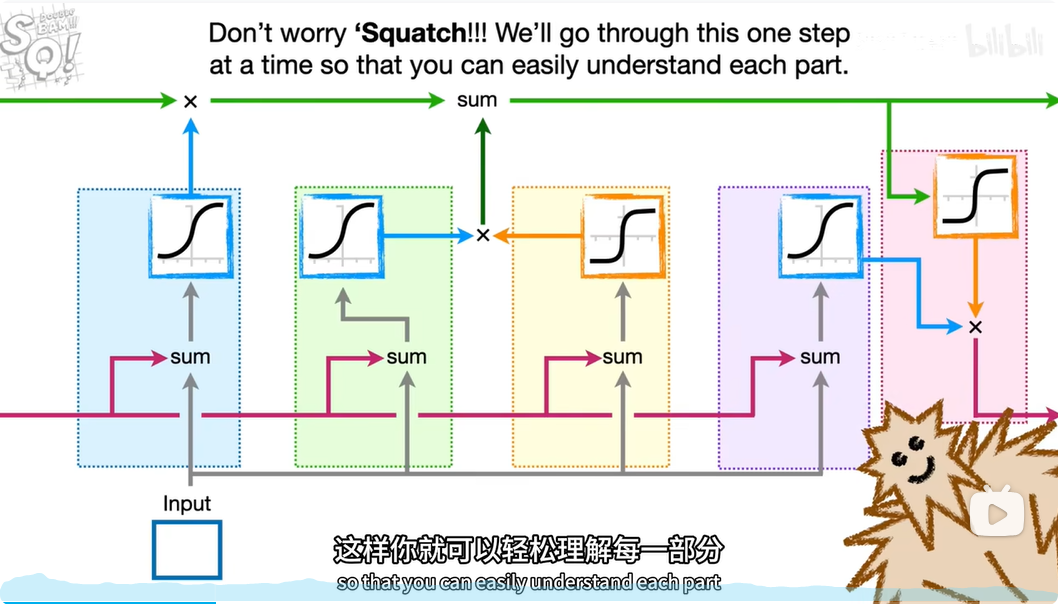 Don't worry 'Squatch!!! We'll go through this one step
at a time so that you can easily understand each part.
bilibili
SQ!
×
sum
×
×
sum
sum
sum
sum
Input
这样你就可以轻松理解每一部分
so that you can easily understand each part